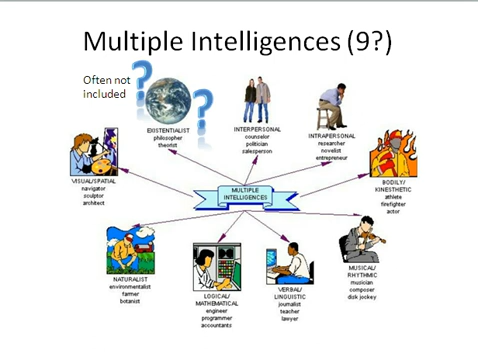 Multiple Intelligences (9?)
Often not
included
?
?
EXISTENTIALIST
philosopher
theorist
INTERPERSONAL
counselor
politician
salesperson
INTRAPERSONAL
researcher
novelist
entrepreneur
VISUAL/SPATIAL
navigator
sculptor
architect
BODILY/
KINESTHETIC
athlete
firefighter
actor
MULTIPLE
INTELLIGENCES
NATURALIST
environmentalist
farmer
botanist
LOGICAL/
MATHEMATICAL
engineer
programmer
accountants
VERBAL/
LINGUISTIC
journalist
teacher
lawyer
MUSICAL/
RHYTHMIC
musician
composer
disk jockey